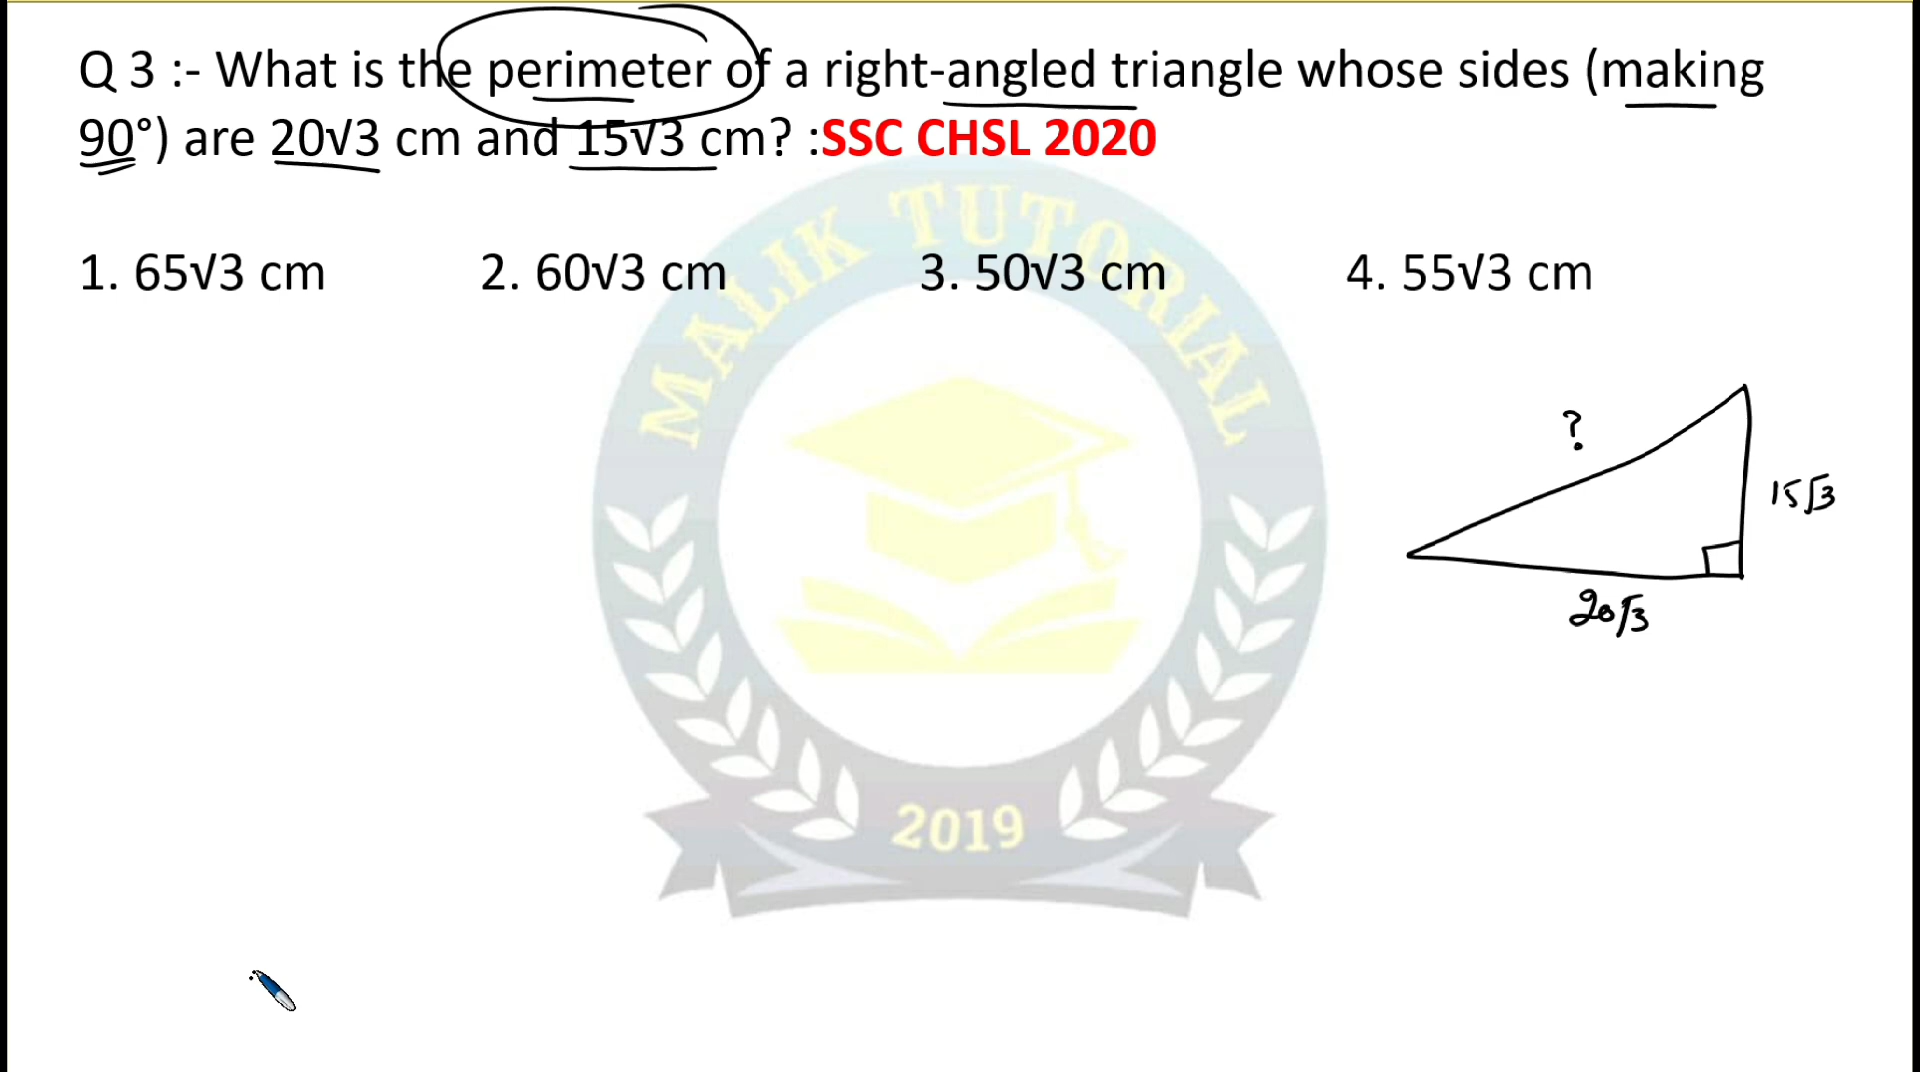 Q 3 :- What is the perimeter of a right-angled triangle whose sides (making
90°) are 20√3 cm and 15√3 cm? :SSC CHSL 2020
1. 65√3 cm 2. 60√3 cm 3. 50√3 cm 4. 55√3 cm
MALIK TUTORIAL
?
15√3
20√3
2019